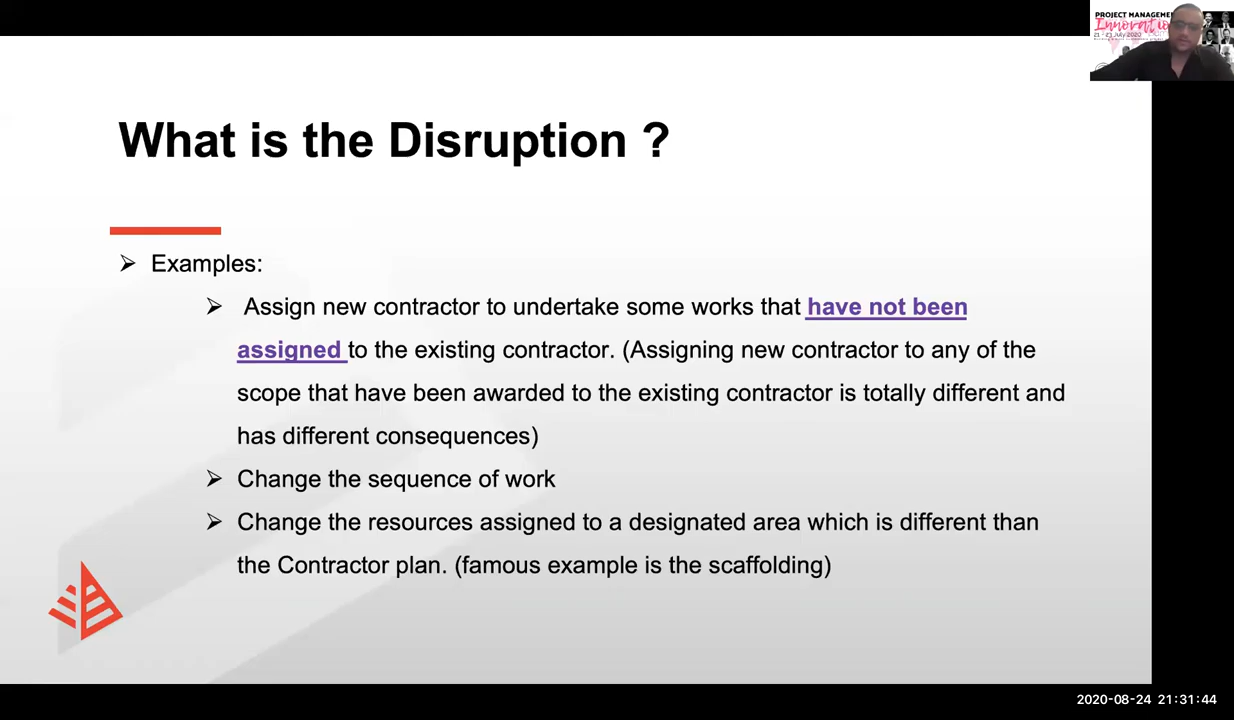 PROJECT MANAGEME
Innovatio
21 - 23 July 2020
What is the Disruption ?
➢ Examples:
➢ Assign new contractor to undertake some works that have not been
assigned to the existing contractor. (Assigning new contractor to any of the
scope that have been awarded to the existing contractor is totally different and
has different consequences)
➢ Change the sequence of work
➢ Change the resources assigned to a designated area which is different than
the Contractor plan. (famous example is the scaffolding)
2020-08-24 21:31:44